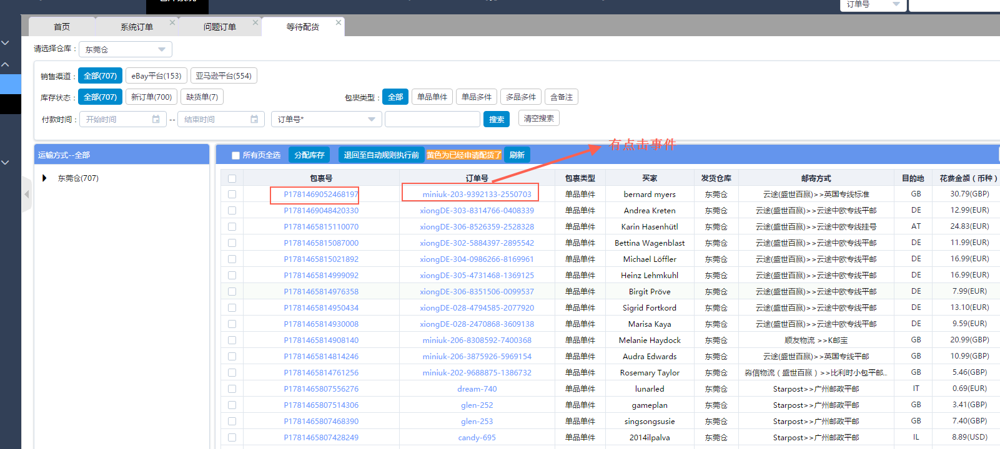 订单号
首页 系统订单 问题订单 等待配货
请选择仓库： 东莞仓
销售渠道： 全部(707) eBay平台(153) 亚马逊平台(554)
库存状态： 全部(707) 新订单(700) 缺货单(7) 包裹类型： 全部 单品单件 单品多件 多品多件 含备注
付款时间： 开始时间 -- 结束时间 订单号* 搜索 清空搜索
有点击事件
运输方式--全部
东莞仓(707)
所有页全选 分配库存 退回至自动规则执行前 黄色为已经申请配货了 刷新
包裹号 订单号 包裹类型 买家 发货仓库 邮寄方式 目的地 花费金额（币种）
P1781469052468197 miniuk-203-9392133-2550703 单品单件 bernard myers 东莞仓 云途(盛世百赢)>>英国专线标准 GB 30.79(GBP)
P1781469048420330 xiongDE-303-8314766-0408339 单品单件 Andrea Kreten 东莞仓 云途(盛世百赢)>>云途中欧专线平邮 DE 12.99(EUR)
P1781465815110070 xiongDE-306-8526359-2528328 单品单件 Karin Hasenhütl 东莞仓 云途(盛世百赢)>>云途中欧专线挂号 AT 24.83(EUR)
P1781465815087000 xiongDE-302-5884397-2895542 单品单件 Bettina Wagenblast 东莞仓 云途(盛世百赢)>>云途中欧专线平邮 DE 11.99(EUR)
P1781465815021892 xiongDE-304-0986266-8169961 单品单件 Michael Löffler 东莞仓 云途(盛世百赢)>>云途中欧专线平邮 DE 16.99(EUR)
P1781465814999092 xiongDE-305-4731468-1369125 单品单件 Heinz Lehmkuhl 东莞仓 云途(盛世百赢)>>云途中欧专线平邮 DE 16.99(EUR)
P1781465814976358 xiongDE-306-8351506-0099537 单品单件 Birgit Pröve 东莞仓 云途(盛世百赢)>>云途中欧专线平邮 DE 7.99(EUR)
P1781465814950434 xiongDE-028-4794585-2077920 单品单件 Sigrid Fortkord 东莞仓 云途(盛世百赢)>>云途中欧专线平邮 DE 13.10(EUR)
P1781465814930008 xiongDE-028-2470868-3609138 单品单件 Marisa Kaya 东莞仓 云途(盛世百赢)>>云途中欧专线平邮 DE 9.59(EUR)
P1781465814908140 miniuk-206-8308592-7400368 单品单件 Melanie Haydock 东莞仓 顺友物流 >>K邮宝 GB 20.99(GBP)
P1781465814814246 miniuk-206-3875926-5969154 单品单件 Audra Edwards 东莞仓 云途(盛世百赢)>>英国专线平邮 GB 10.99(GBP)
P1781465814761256 miniuk-202-9688875-1386732 单品单件 Rosemary Taylor 东莞仓 淼信物流（盛世百赢）>>比利时小包平邮.. GB 5.46(GBP)
P1781465807556276 dream-740 单品单件 lunarled 东莞仓 Starpost>>广州邮政平邮 IT 0.69(EUR)
P1781465807514306 glen-252 单品单件 gameplan 东莞仓 Starpost>>广州邮政平邮 GB 3.41(GBP)
P1781465807468390 glen-253 单品单件 singsongsusie 东莞仓 Starpost>>广州邮政平邮 GB 7.40(GBP)
P1781465807428249 candy-695 单品单件 2014ilpalva 东莞仓 Starpost>>广州邮政平邮 IL 8.89(USD)